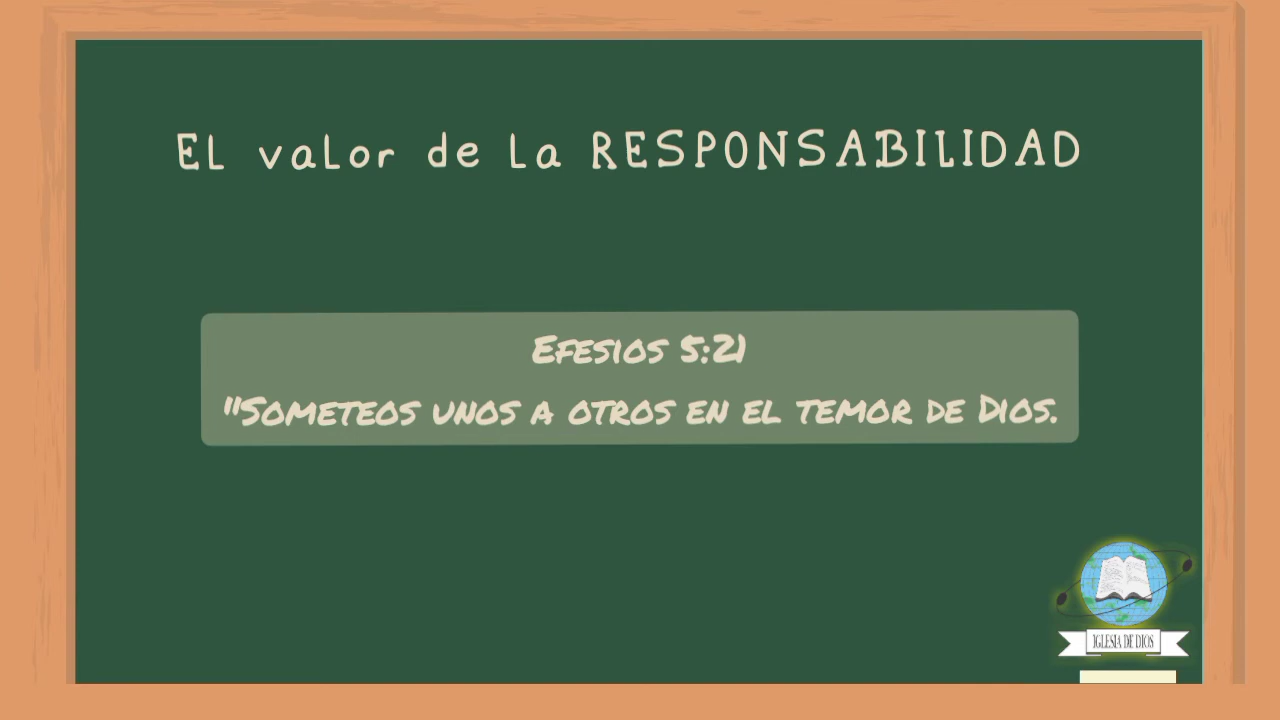 EL valor de la RESPONSABILIDAD
Efesios 5:21
"Someteos unos a otros en el temor de Dios.
IGLESIA DE DIOS